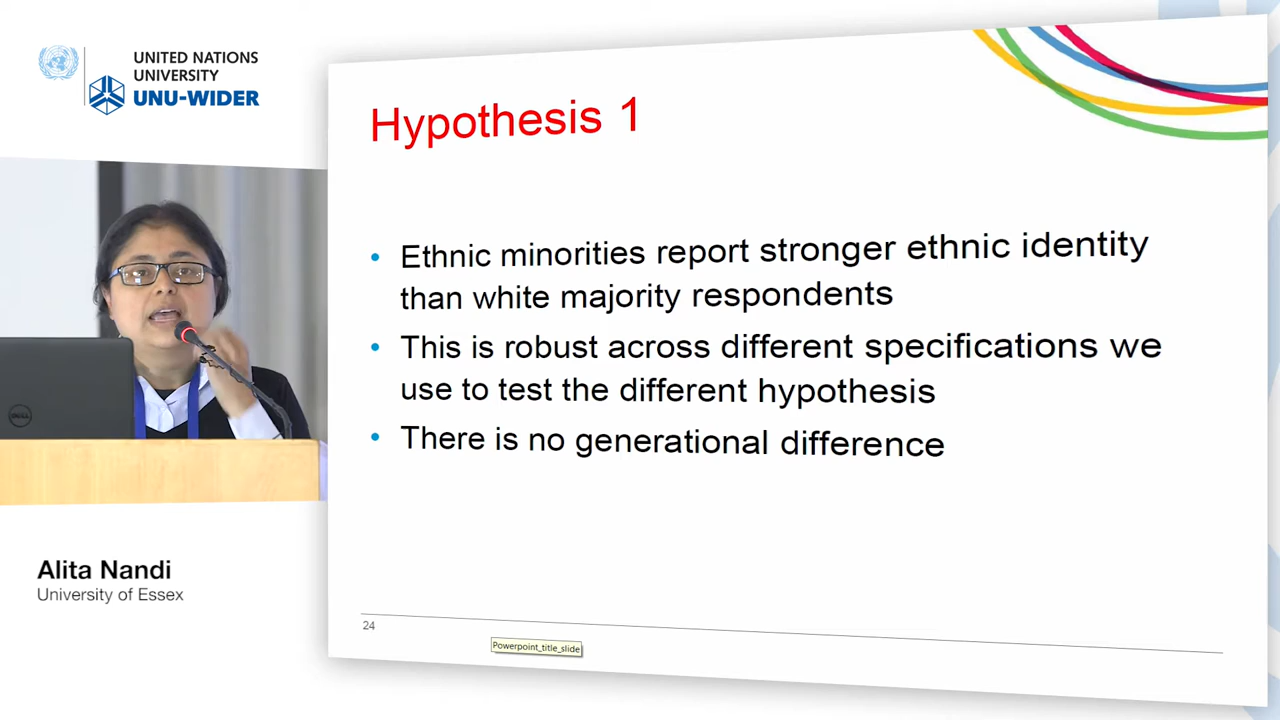 UNITED NATIONS
UNIVERSITY
UNU-WIDER
Hypothesis 1
• Ethnic minorities report stronger ethnic identity
than white majority respondents
• This is robust across different specifications we
use to test the different hypothesis
• There is no generational difference
DELL
Alita Nandi
University of Essex
24
Powerpoint_title_slide